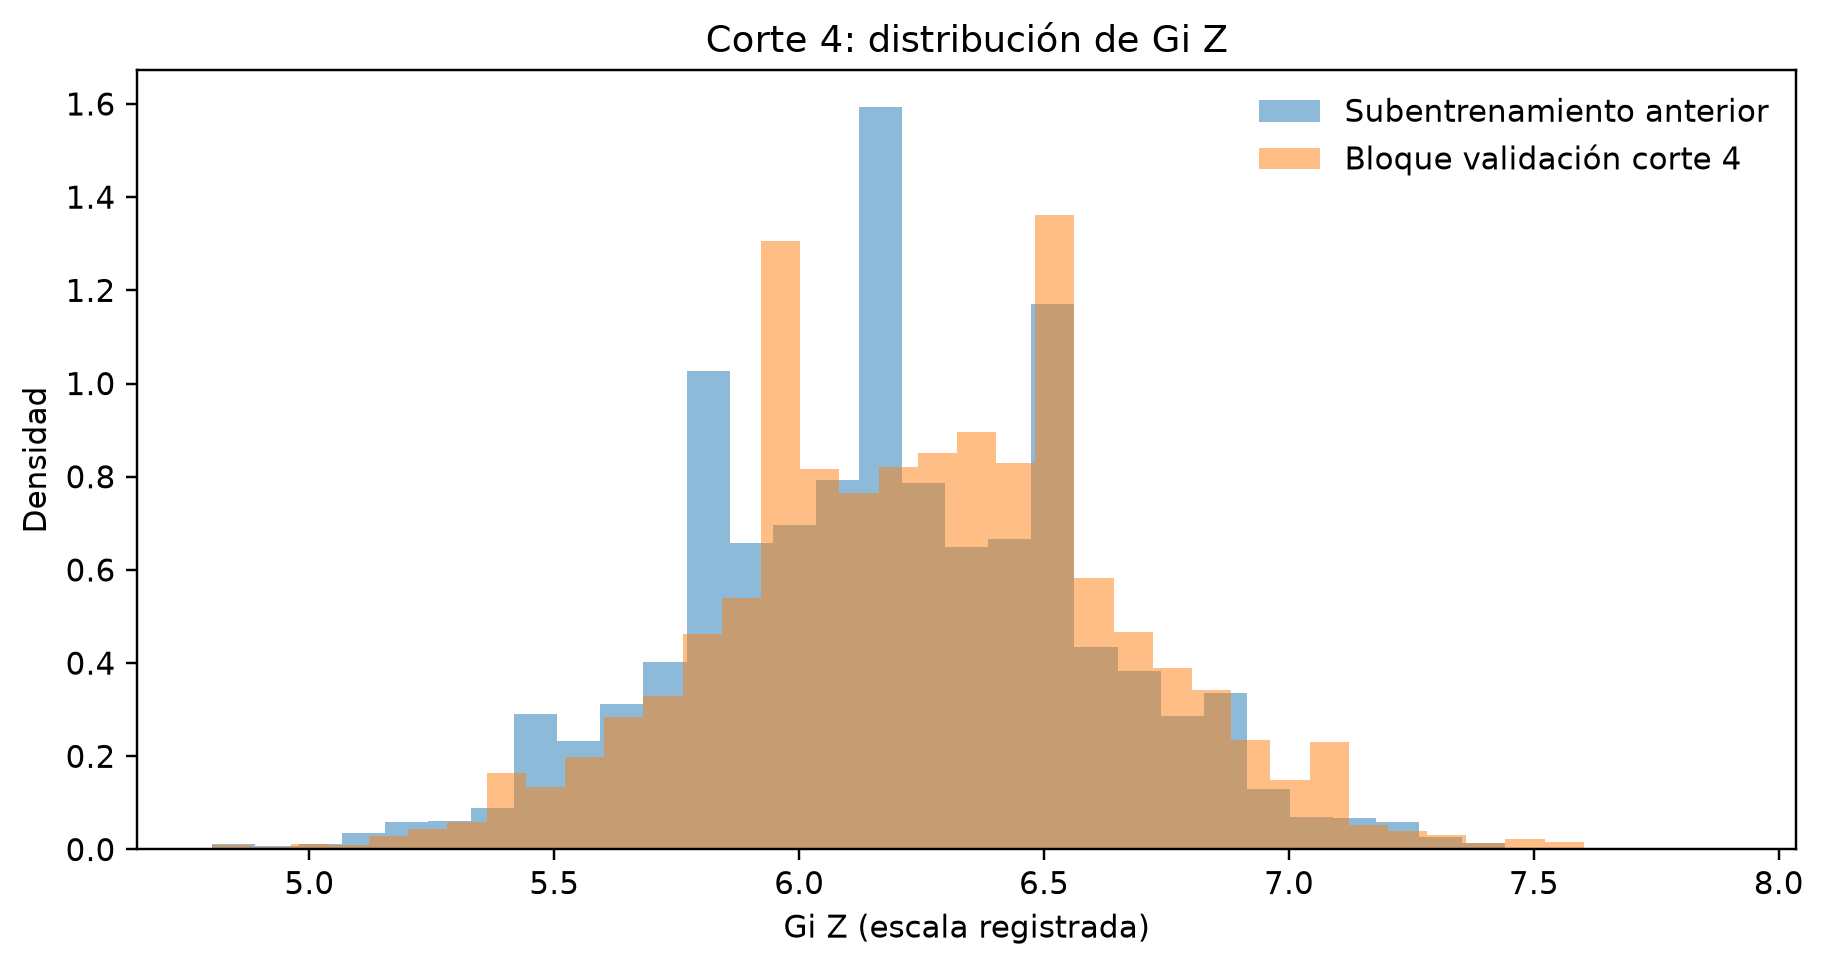 Corte 4: distribución de Gi Z
Subentrenamiento anterior
Bloque validación corte 4
Densidad
1.6
1.4
1.2
1.0
0.8
0.6
0.4
0.2
0.0
5.0 5.5 6.0 6.5 7.0 7.5 8.0
Gi Z (escala registrada)